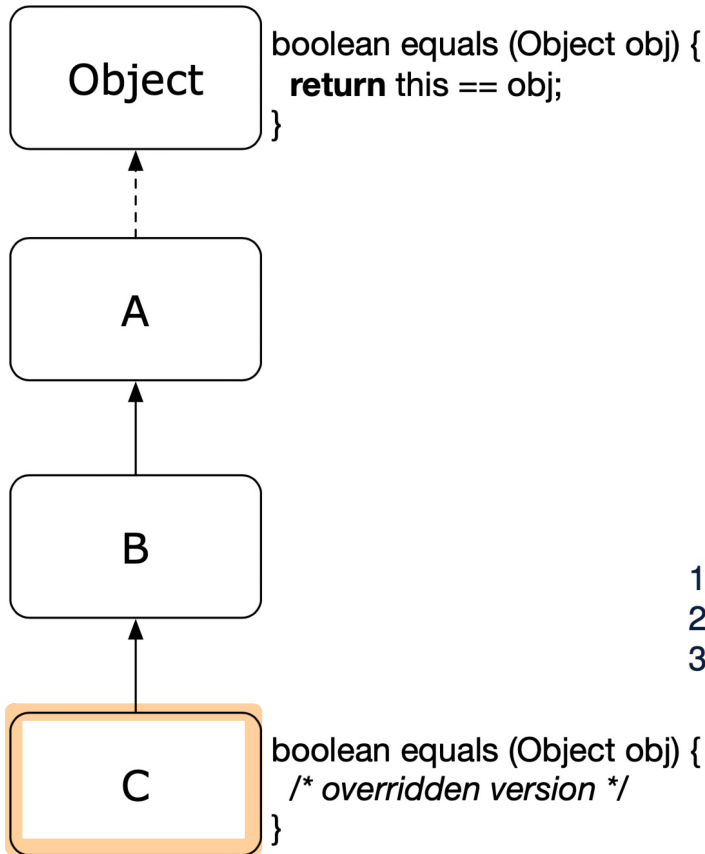 Object
boolean equals (Object obj) {
return this == obj;
}
A
B
1
2
3
C
boolean equals (Object obj) {
/* overridden version */
}